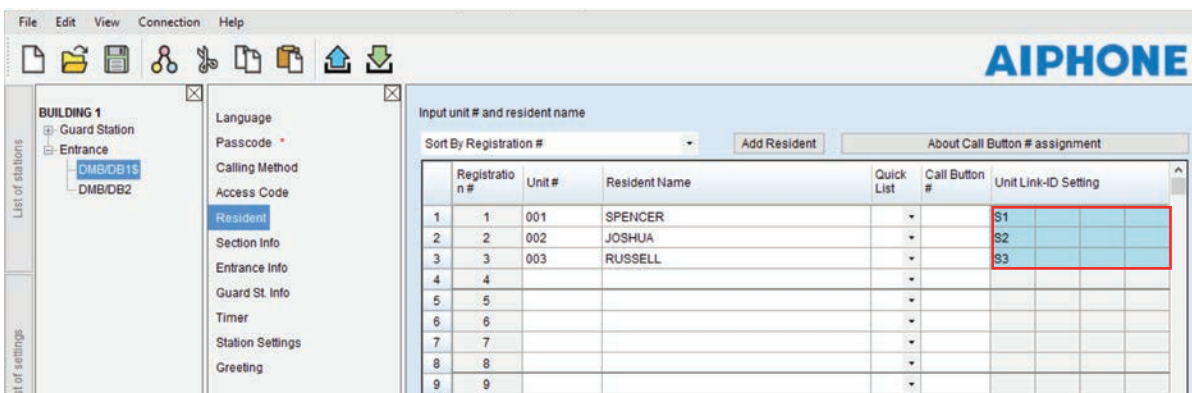 File Edit View Connection Help
AIPHONE
List of stations
BUILDING 1
Guard Station
Entrance
DMB/DB1$
DMB/DB2
st of settings
Language
Passcode *
Calling Method
Access Code
Resident
Section Info
Entrance Info
Guard St. Info
Timer
Station Settings
Greeting
Input unit # and resident name
Sort By Registration # Add Resident About Call Button # assignment
Registratio n# Unit # Resident Name Quick List Call Button # Unit Link-ID Setting
1 1 001 SPENCER S1
2 2 002 JOSHUA S2
3 3 003 RUSSELL S3
4 4
5 5
6 6
7 7
8 8
9 9